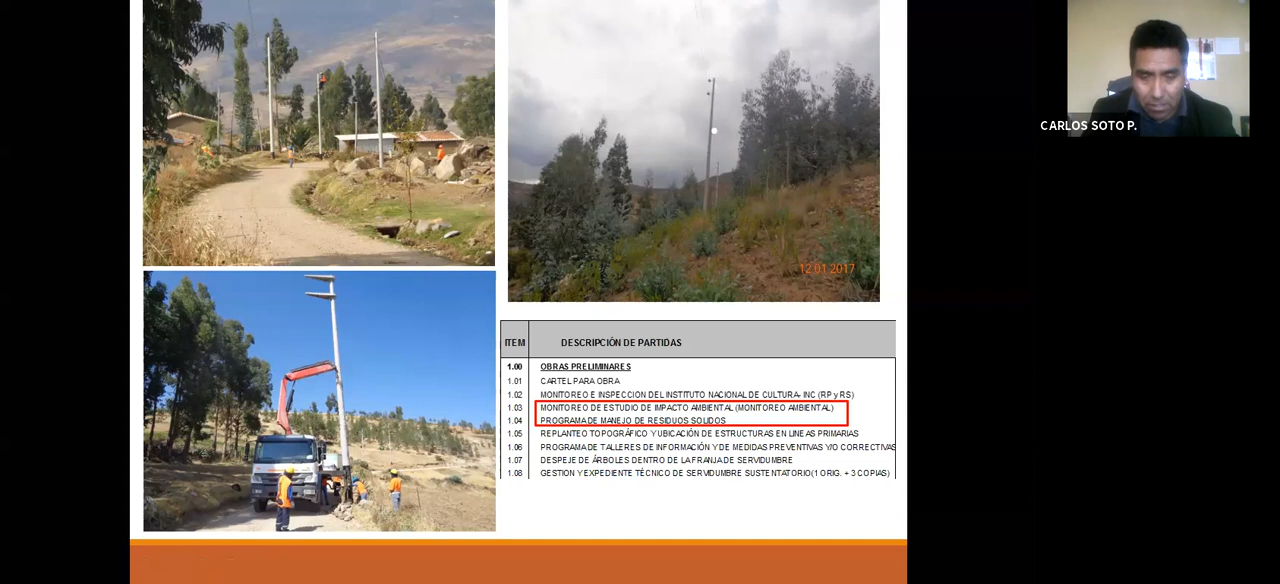 CARLOS SOTO P.
12 01 2017
ITEM DESCRIPCIÓN DE PARTIDAS
1.00 OBRAS PRELIMINARES
1.01 CARTEL PARA OBRA
1.02 MONITOREO E INSPECCION DEL INSTITUTO NACIONAL DE CULTURA- INC (RP y RS)
1.03 MONITOREO DE ESTUDIO DE IMPACTO AMBIENTAL (MONITOREO AMBIENTAL)
1.04 PROGRAMA DE MANEJO DE RESIDUOS SOLIDOS
1.05 REPLANTEO TOPOGRÁFICO Y UBICACIÓN DE ESTRUCTURAS EN LINEAS PRIMARIAS
1.06 PROGRAMA DE TALLERES DE INFORMACIÓN Y DE MEDIDAS PREVENTIVAS Y/O CORRECTIVAS
1.07 DESPEJE DE ÁRBOLES DENTRO DE LA FRANJA DE SERVIDUMBRE
1.08 GESTION Y EXPEDIENTE TÉCNICO DE SERVIDUMBRE SUSTENTATORIO(1 ORIG. + 3 COPIAS)